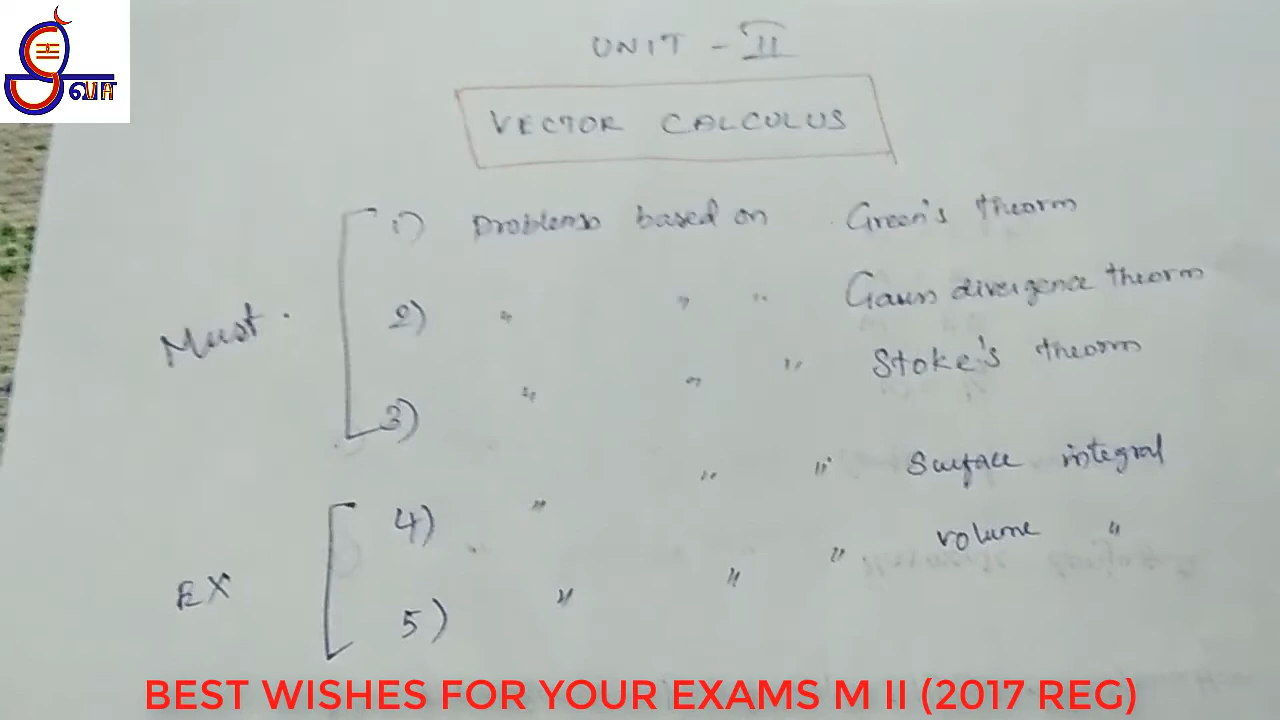 சிவா
UNIT - II
VECTOR CALCULUS
1) Problems based on Green's theorm
2) " " " Gauss divergence theorm
Must.
3) " " " Stoke's theorm
4) " " " Surface integral
EX
5) " " " volume "
BEST WISHES FOR YOUR EXAMS M II (2017 REG)